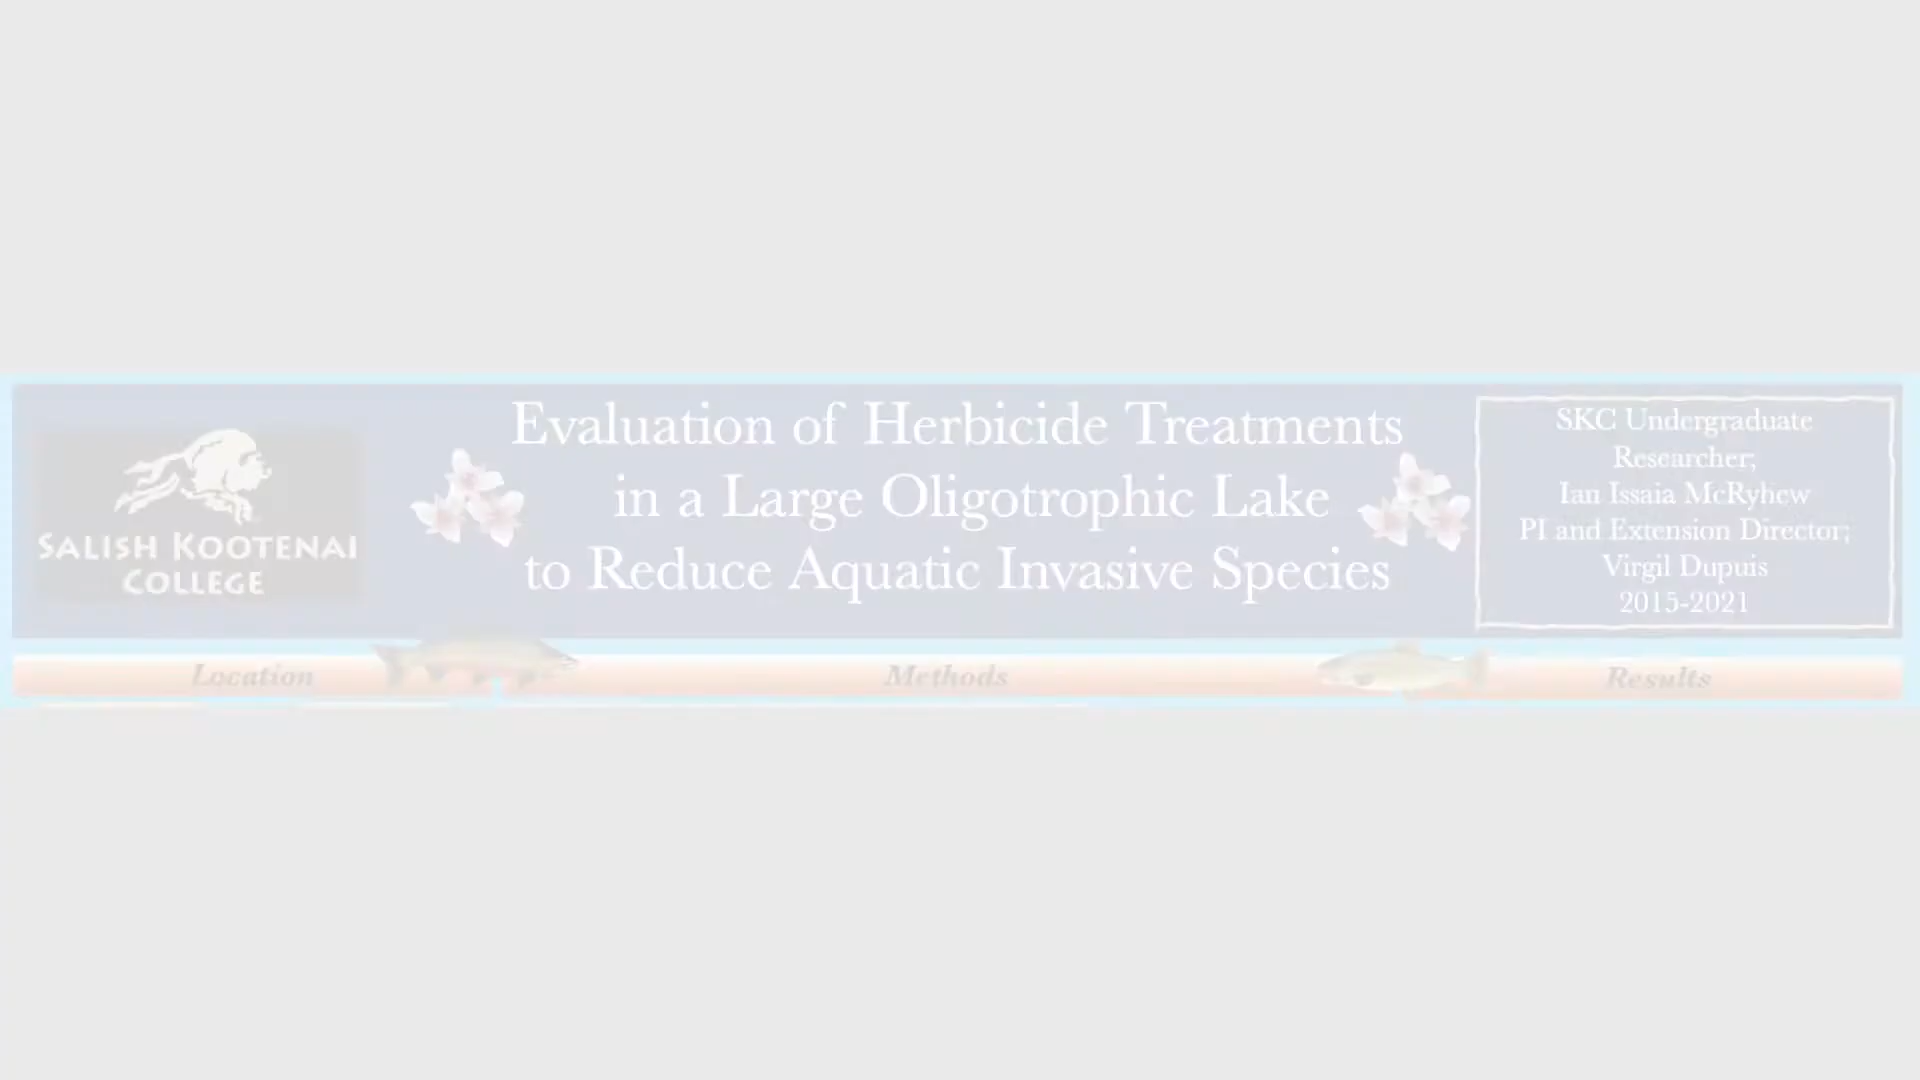 SALISH KOOTENAI
COLLEGE
Evaluation of Herbicide Treatments
in a Large Oligotrophic Lake
to Reduce Aquatic Invasive Species
SKC Undergraduate
Researcher;
Ian Issaia McRyhew
PI and Extension Director;
Virgil Dupuis
2015-2021
Location
Methods
Results